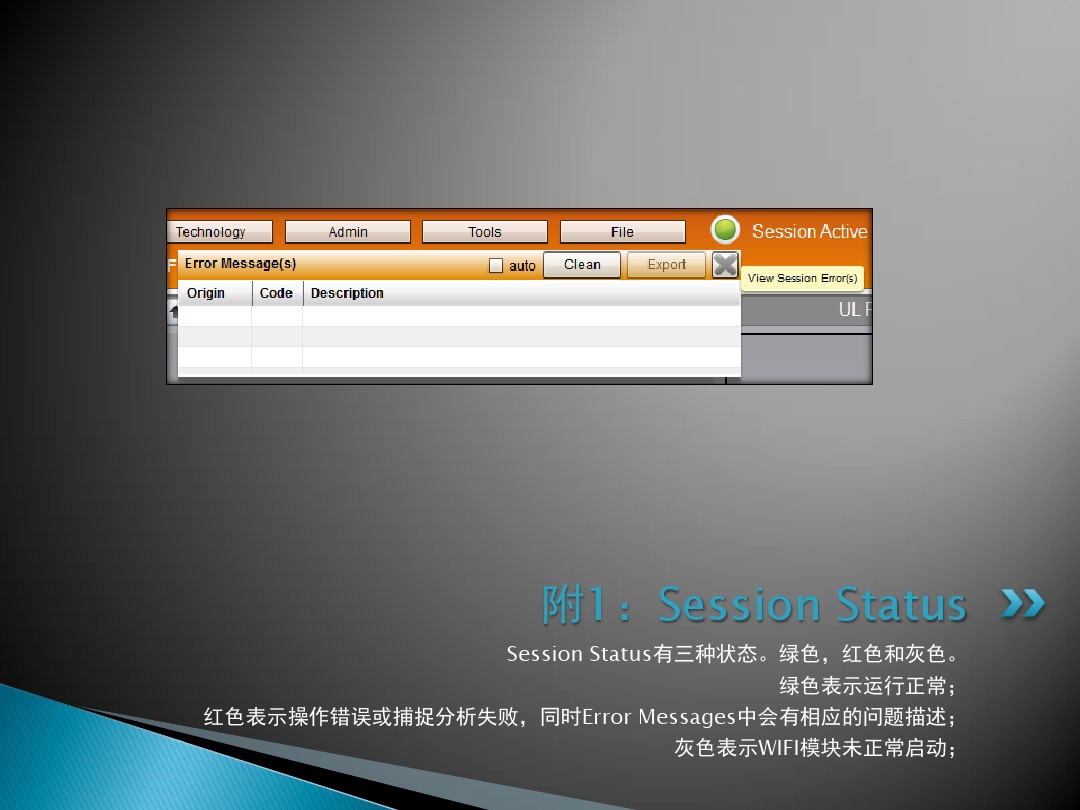 Technology Admin Tools File Session Active
F Error Message(s) auto Clean Export
View Session Error(s)
Origin Code Description
UL F
附1：Session Status
Session Status有三种状态。绿色，红色和灰色。
绿色表示运行正常；
红色表示操作错误或捕捉分析失败，同时Error Messages中会有相应的问题描述；
灰色表示WIFI模块未正常启动；